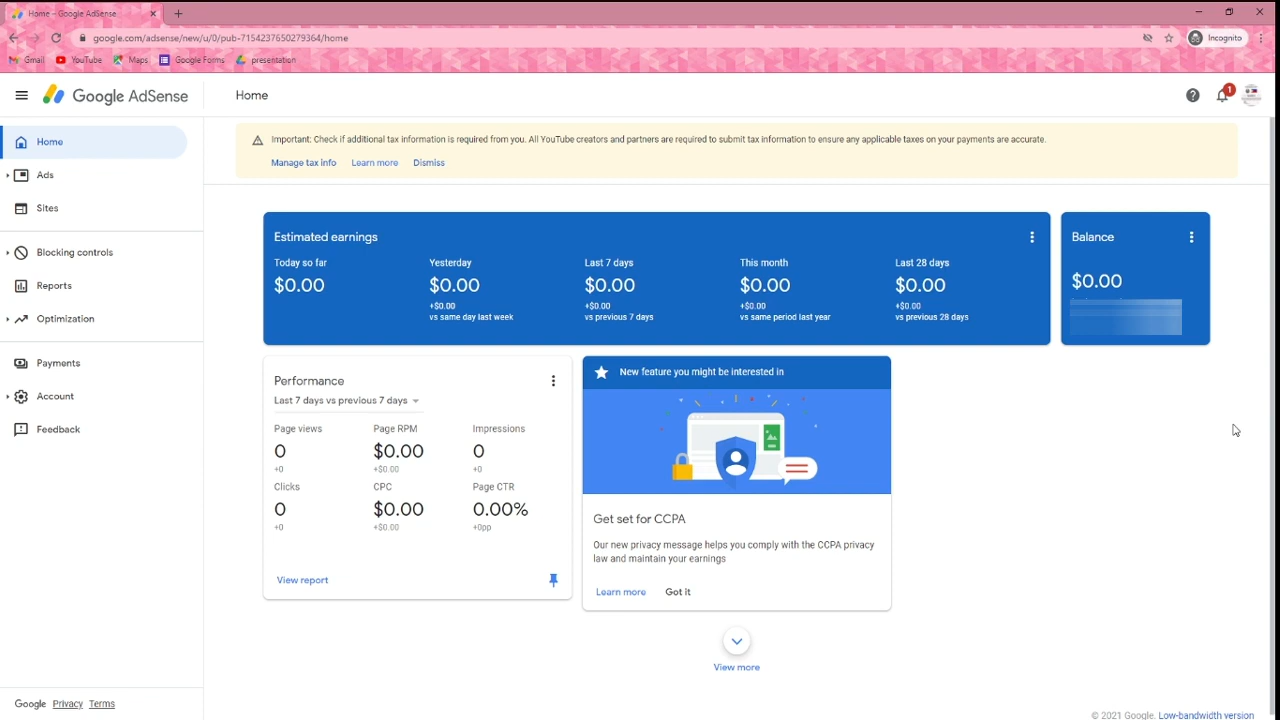 Home – Google AdSense
google.com/adsense/new/u/0/pub-7154237650279364/home
Incognito
Gmail YouTube Maps Google Forms presentation
Google AdSense
Home
1
Home
Ads
Sites
Blocking controls
Reports
Optimization
Payments
Account
Feedback
Google Privacy Terms
Important: Check if additional tax information is required from you. All YouTube creators and partners are required to submit tax information to ensure any applicable taxes on your payments are accurate.
Manage tax info Learn more Dismiss
Estimated earnings
Today so far Yesterday Last 7 days This month Last 28 days
$0.00 $0.00 $0.00 $0.00 $0.00
+$0.00 +$0.00 +$0.00 +$0.00
vs same day last week vs previous 7 days vs same period last year vs previous 28 days
Balance
$0.00
Performance
Last 7 days vs previous 7 days
Page views Page RPM Impressions
0 $0.00 0
+0 +$0.00 +0
Clicks CPC Page CTR
0 $0.00 0.00%
+0 +$0.00 +0pp
View report
New feature you might be interested in
Get set for CCPA
Our new privacy message helps you comply with the CCPA privacy
law and maintain your earnings
Learn more Got it
View more
© 2021 Google. Low-bandwidth version